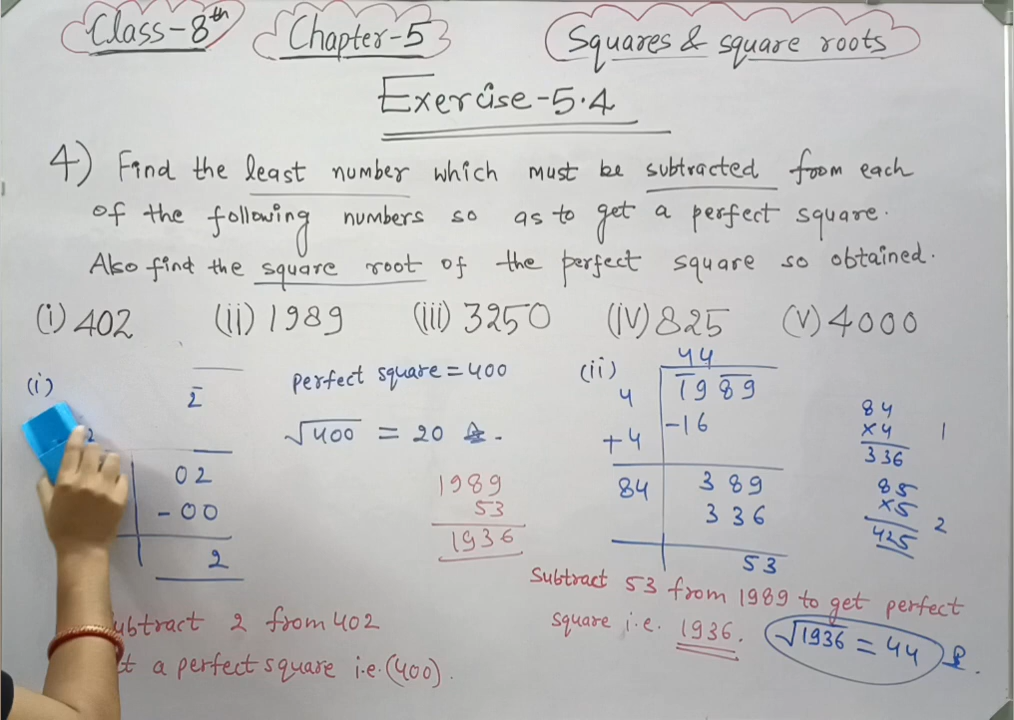 Class-8th Chapter-5 Squares & square roots
Exercise-5.4
4) Find the least number which must be subtracted from each
of the following numbers so as to get a perfect square.
Also find the square root of the perfect square so obtained.
(i) 402 (ii) 1989 (iii) 3250 (iv) 825 (v) 4000
(i)
2
2
02
-00
2
perfect square = 400
√400 = 20
1989
53
1936
ubtract 2 from 402
t a perfect square i.e. (400).
(ii)
44
4 1989
-16
+4
84 389
336
53
84
×4
336
1
85
×5
425
2
Subtract 53 from 1989 to get perfect
square i.e. 1936. √1936 = 44